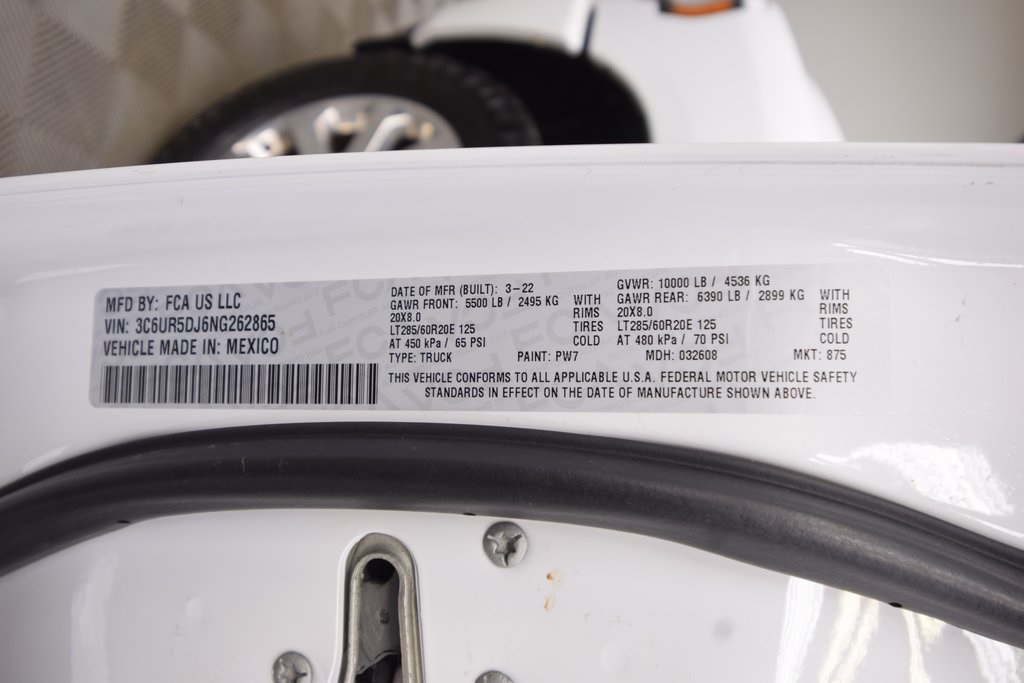 MFD BY: FCA US LLC
VIN: 3C6UR5DJ6NG262865
VEHICLE MADE IN: MEXICO
DATE OF MFR (BUILT): 3-22
GAWR FRONT: 5500 LB / 2495 KG WITH
20X8.0 RIMS
LT285/60R20E 125 TIRES
AT 450 kPa / 65 PSI COLD
GVWR: 10000 LB / 4536 KG
GAWR REAR: 6390 LB / 2899 KG WITH
20X8.0 RIMS
LT285/60R20E 125 TIRES
AT 480 kPa / 70 PSI COLD
TYPE: TRUCK PAINT: PW7 MDH: 032608 MKT: 875
THIS VEHICLE CONFORMS TO ALL APPLICABLE U.S.A. FEDERAL MOTOR VEHICLE SAFETY
STANDARDS IN EFFECT ON THE DATE OF MANUFACTURE SHOWN ABOVE.